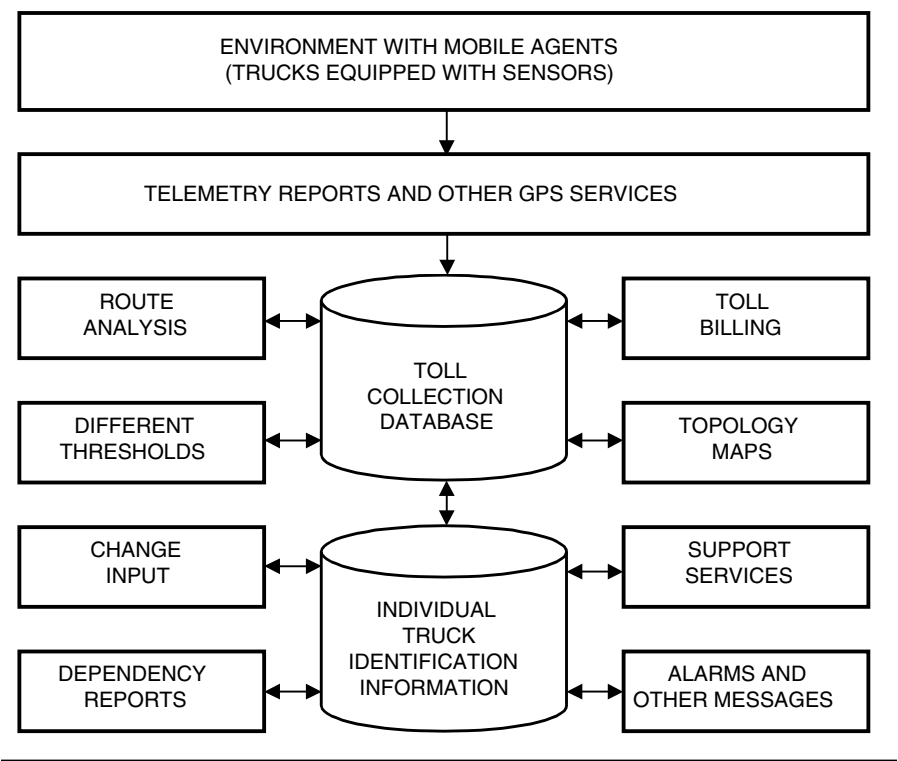 ENVIRONMENT WITH MOBILE AGENTS
(TRUCKS EQUIPPED WITH SENSORS)
TELEMETRY REPORTS AND OTHER GPS SERVICES
ROUTE
ANALYSIS
TOLL
BILLING
TOLL
COLLECTION
DATABASE
DIFFERENT
THRESHOLDS
TOPOLOGY
MAPS
CHANGE
INPUT
SUPPORT
SERVICES
INDIVIDUAL
TRUCK
IDENTIFICATION
INFORMATION
DEPENDENCY
REPORTS
ALARMS AND
OTHER MESSAGES